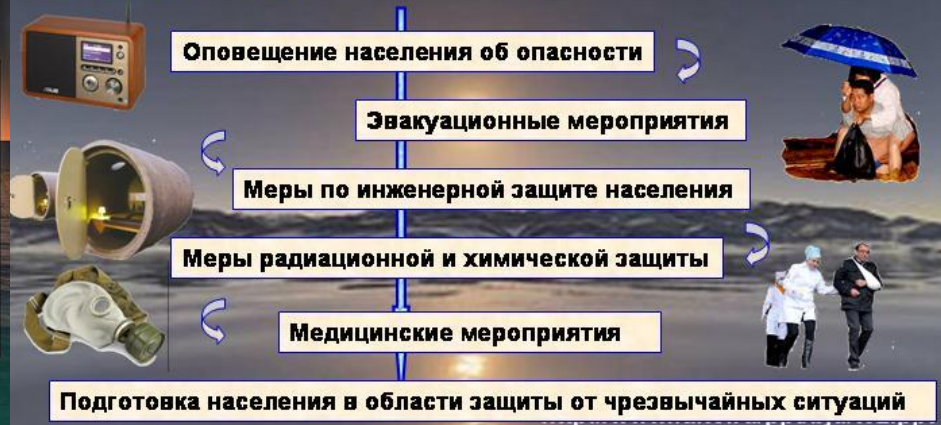 Оповещение населения об опасности
Эвакуационные мероприятия
Меры по инженерной защите населения
Меры радиационной и химической защиты
Медицинские мероприятия
Подготовка населения в области защиты от чрезвычайных ситуаций